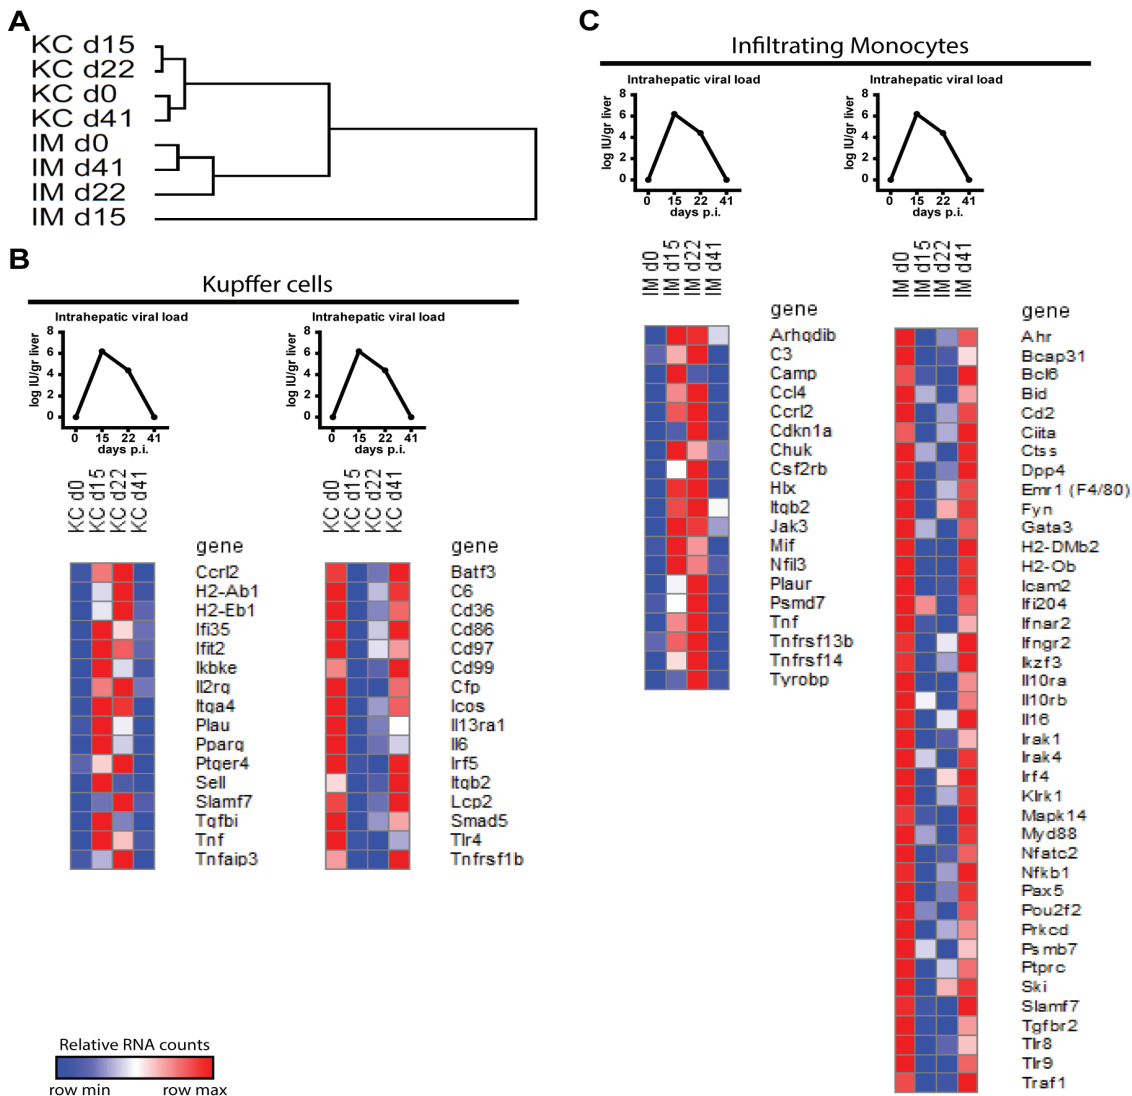 A
KC d15
KC d22
KC d0
KC d41
IM d0
IM d41
IM d22
IM d15
B
Kupffer cells
Intrahepatic viral load
Intrahepatic viral load
log IU/gr liver
8
6
4
2
0
0 15 22 41
days p.i.
log IU/gr liver
8
6
4
2
0
0 15 22 41
days p.i.
KC d0
KC d15
KC d22
KC d41
gene
Ccrl2
H2-Ab1
H2-Eb1
Ifi35
Ifit2
Ikbke
Il2rg
Itga4
Plau
Pparg
Ptger4
Sell
Slamf7
Tgfbi
Tnf
Tnfaip3
KC d0
KC d15
KC d22
KC d41
gene
Batf3
C6
Cd36
Cd86
Cd97
Cd99
Cfp
Icos
Il13ra1
Il6
Irf5
Itgb2
Lcp2
Smad5
Tlr4
Tnfrsf1b
Relative RNA counts
row min row max
C
Infiltrating Monocytes
Intrahepatic viral load
Intrahepatic viral load
log IU/gr liver
8
6
4
2
0
0 15 22 41
days p.i.
log IU/gr liver
8
6
4
2
0
0 15 22 41
days p.i.
IM d0
IM d15
IM d22
IM d41
gene
Arhgdib
C3
Camp
Ccl4
Ccrl2
Cdkn1a
Chuk
Csf2rb
Hlx
Itgb2
Jak3
Mif
Nfil3
Plaur
Psmd7
Tnf
Tnfrsf13b
Tnfrsf14
Tyrobp
IM d0
IM d15
IM d22
IM d41
gene
Ahr
Bcap31
Bcl6
Bid
Cd2
Ciita
Ctss
Dpp4
Emr1 (F4/80)
Fyn
Gata3
H2-DMb2
H2-Ob
Icam2
Ifi204
Ifnar2
Ifngr2
Ikzf3
Il10ra
Il10rb
Il16
Irak1
Irak4
Irf4
Klrk1
Mapk14
Myd88
Nfatc2
Nfkb1
Pax5
Pou2f2
Prkcd
Psmb7
Ptprc
Ski
Slamf7
Tgfbr2
Tlr8
Tlr9
Traf1